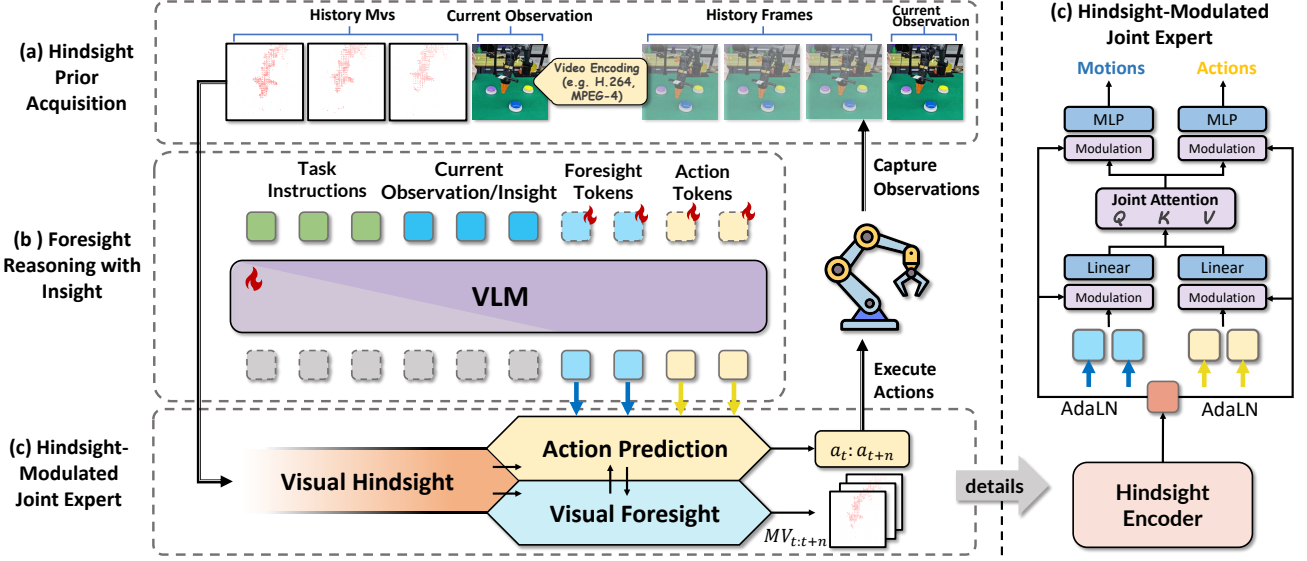 History Mvs
Current Observation
History Frames
Current
Observation
(a) Hindsight
Prior
Acquisition
Video Encoding
(e.g. H.264,
MPEG-4)
Task
Instructions
Current
Observation/Insight
Foresight
Tokens
Action
Tokens
Capture
Observations
(b ) Foresight
Reasoning with
Insight
VLM
Execute
Actions
(c) Hindsight-
Modulated
Joint Expert
Visual Hindsight
Action Prediction
Visual Foresight
a_t: a_{t+n}
MV_{t:t+n}
details
(c) Hindsight-Modulated
Joint Expert
Motions
Actions
MLP
MLP
Modulation
Modulation
Joint Attention
Q K V
Linear
Linear
Modulation
Modulation
AdaLN
AdaLN
Hindsight
Encoder